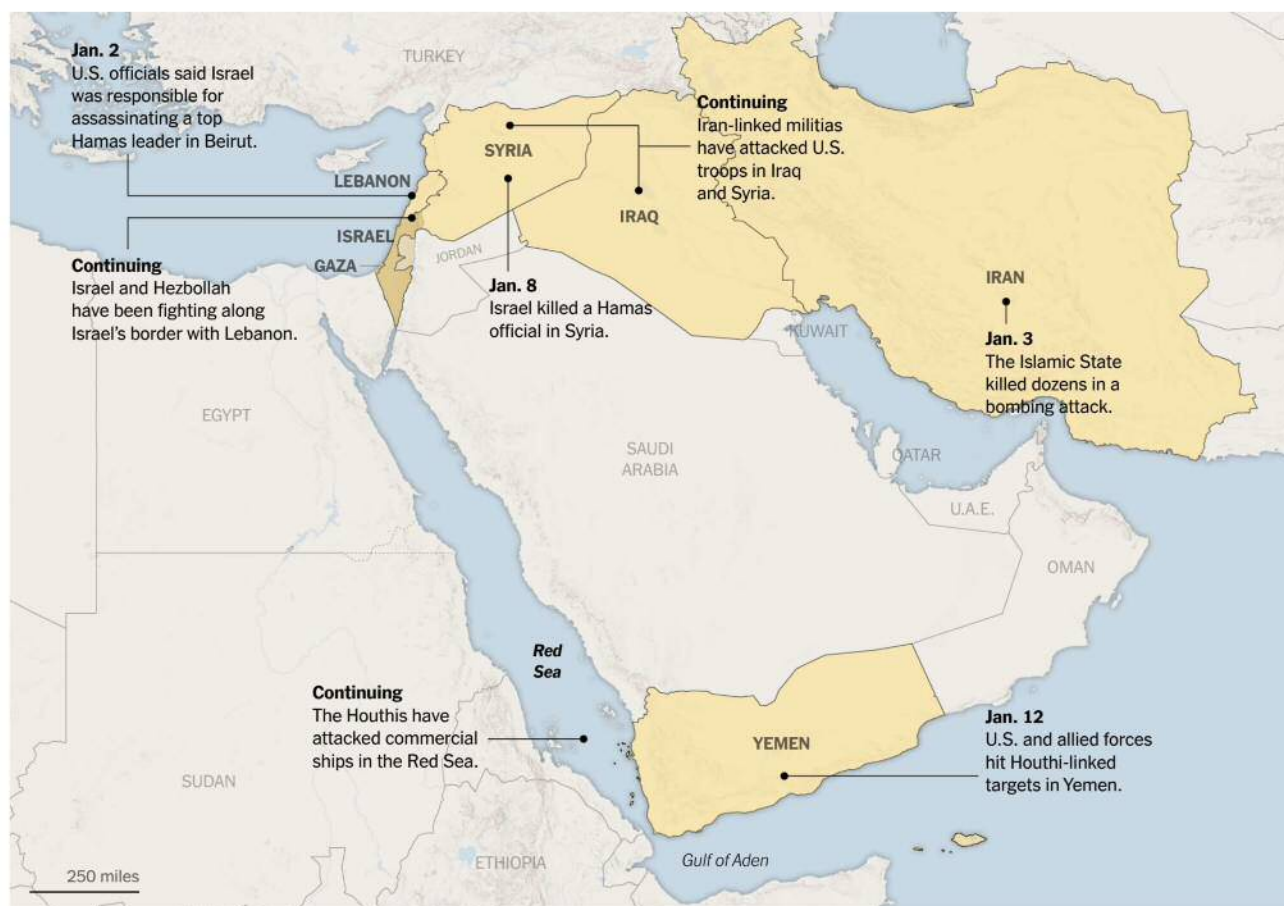 Jan. 2
U.S. officials said Israel
was responsible for
assassinating a top
Hamas leader in Beirut.
TURKEY
Continuing
Iran-linked militias
have attacked U.S.
troops in Iraq
and Syria.
SYRIA
LEBANON
IRAQ
ISRAEL
JORDAN
GAZA
Continuing
Israel and Hezbollah
have been fighting along
Israel's border with Lebanon.
Jan. 8
Israel killed a Hamas
official in Syria.
IRAN
KUWAIT
Jan. 3
The Islamic State
killed dozens in a
bombing attack.
EGYPT
SAUDI
ARABIA
QATAR
U.A.E.
OMAN
Red
Sea
Continuing
The Houthis have
attacked commercial
ships in the Red Sea.
YEMEN
Jan. 12
U.S. and allied forces
hit Houthi-linked
targets in Yemen.
SUDAN
ETHIOPIA
Gulf of Aden
250 miles